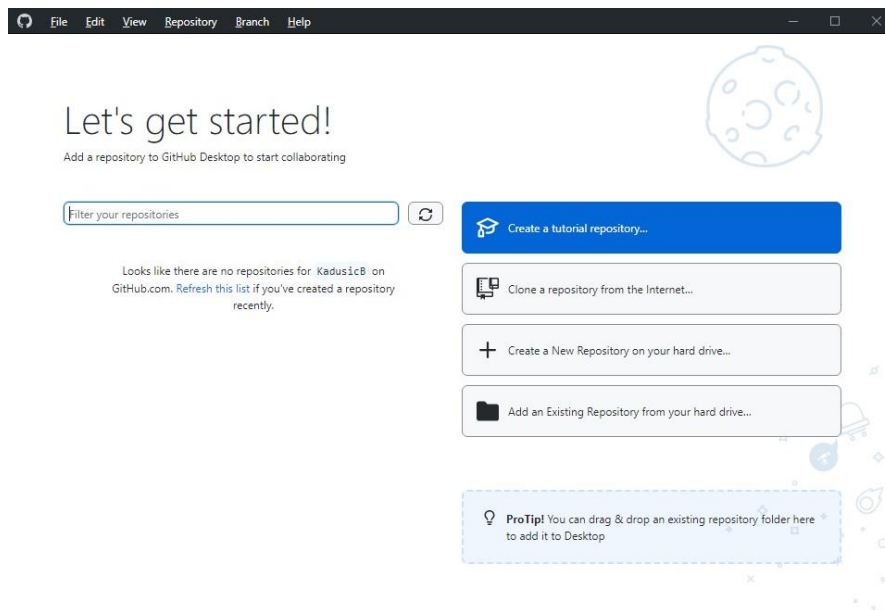 File Edit View Repository Branch Help
Let's get started!
Add a repository to GitHub Desktop to start collaborating
Filter your repositories
Looks like there are no repositories for KadusicB on
GitHub.com. Refresh this list if you've created a repository
recently.
Create a tutorial repository...
Clone a repository from the Internet...
Create a New Repository on your hard drive...
Add an Existing Repository from your hard drive...
ProTip! You can drag & drop an existing repository folder here
to add it to Desktop